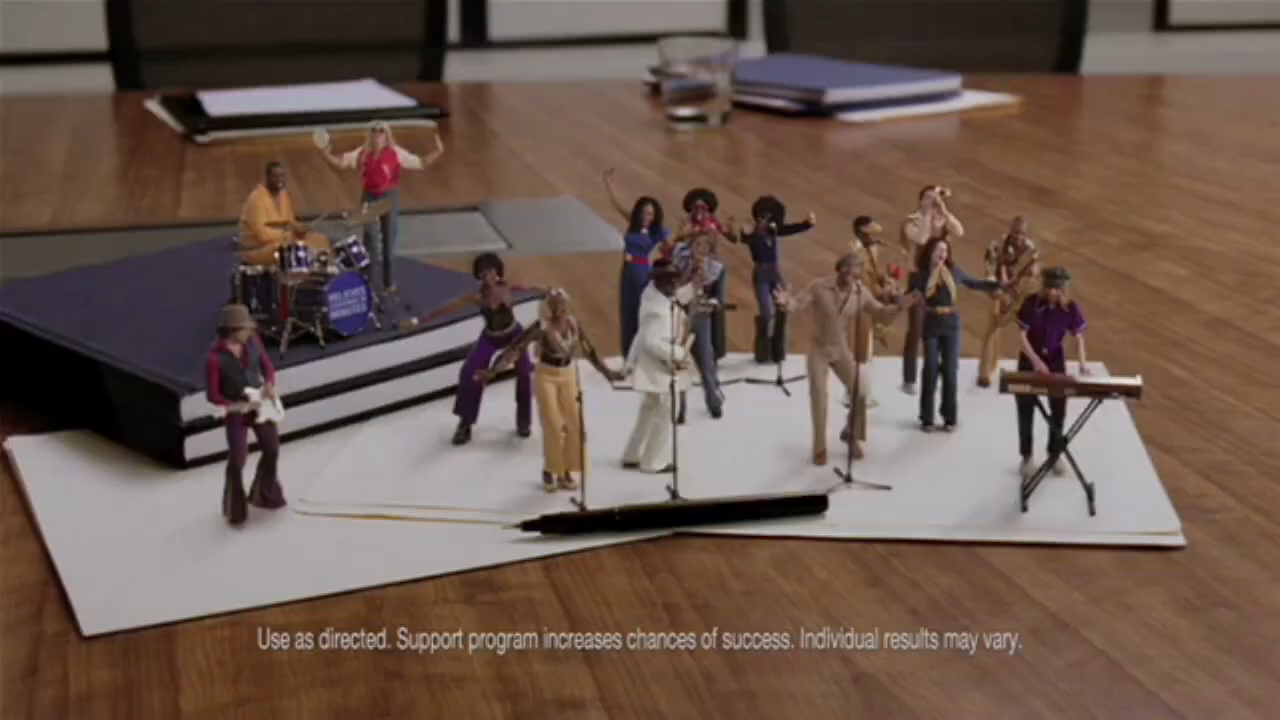 Use as directed. Support program increases chances of success. Individual results may vary.